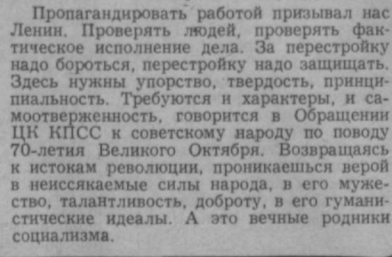 Пропагандировать работой призывал нас
Ленин. Проверять людей, проверять фак-
тическое исполнение дела. За перестройку
надо бороться, перестройку надо защищать.
Здесь нужны упорство, твердость, принци-
пиальность. Требуются и характеры, и са-
моотверженность, говорится в Обращении
ЦК КПСС к советскому народу по поводу
70-летия Великого Октября. Возвращаясь
к истокам революции, проникаешься верой
в неиссякаемые силы народа, в его муже-
ство, талантливость, доброту, в его гумани-
стические идеалы. А это вечные родники
социализма.